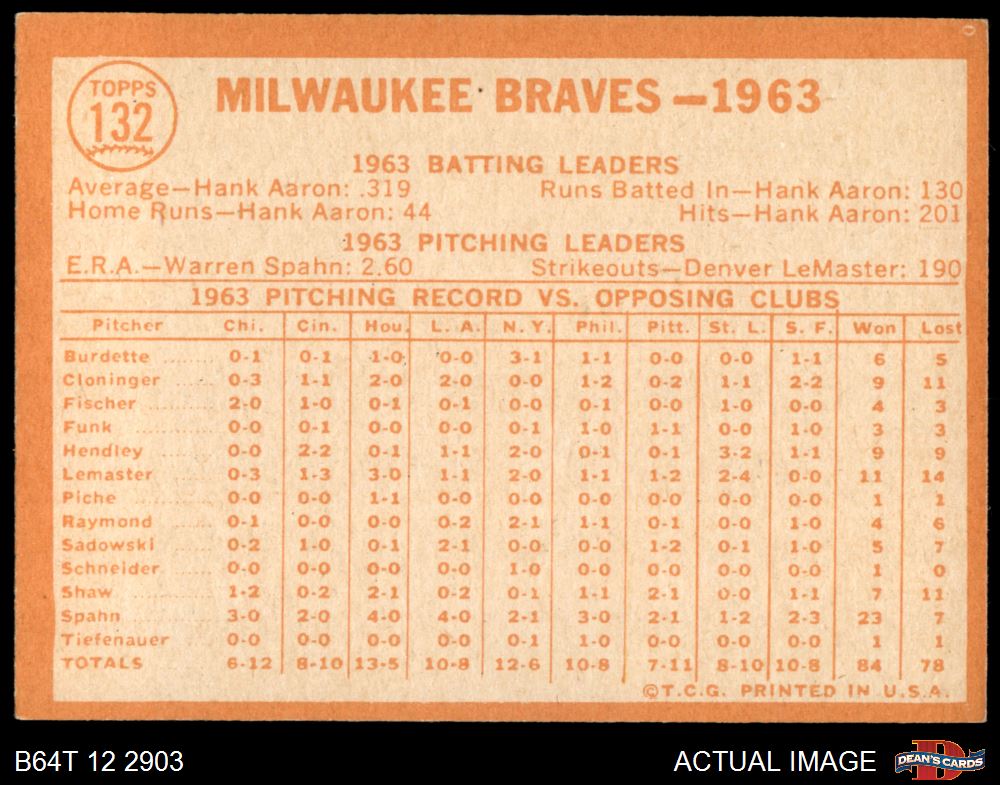 TOPPS
132
MILWAUKEE BRAVES—1963
1963 BATTING LEADERS
Average—Hank Aaron: .319 Runs Batted In—Hank Aaron: 130
Home Runs—Hank Aaron: 44 Hits—Hank Aaron: 201
1963 PITCHING LEADERS
E.R.A.—Warren Spahn: 2.60 Strikeouts—Denver LeMaster: 190
1963 PITCHING RECORD VS. OPPOSING CLUBS
Pitcher Chi. Cin. Hou. L. A. N. Y. Phil. Pitt. St. L. S. F. Won Lost
Burdette ........ 0-1 0-1 1-0 0-0 3-1 1-1 0-0 0-0 1-1 6 5
Cloninger ...... 0-3 1-1 2-0 2-0 0-0 1-2 0-2 1-1 2-2 9 11
Fischer .......... 2-0 1-0 0-1 0-1 0-0 0-1 0-0 1-0 0-0 4 3
Funk .............. 0-0 0-1 0-0 0-0 0-1 1-0 1-1 0-0 1-0 3 3
Hendley ......... 0-0 2-2 0-1 1-1 2-0 0-1 0-1 3-2 1-1 9 9
Lemaster ...... 0-3 1-3 3-0 1-1 2-0 1-1 1-2 2-4 0-0 11 14
Piche ............. 0-0 0-0 1-1 0-0 0-0 0-0 0-0 0-0 0-0 1 1
Raymond ...... 0-1 0-0 0-0 0-2 2-1 1-1 0-1 0-0 1-0 4 6
Sadowski ...... 0-2 1-0 0-1 2-1 0-0 0-0 1-2 0-1 1-0 5 7
Schneider ...... 0-0 0-0 0-0 0-0 1-0 0-0 0-0 0-0 0-0 1 0
Shaw ............. 1-2 0-2 2-1 0-2 0-1 1-1 2-1 0-0 1-1 7 11
Spahn ............ 3-0 2-0 4-0 4-0 2-1 3-0 2-1 1-2 2-3 23 7
Tiefenauer .... 0-0 0-0 0-0 0-0 0-1 1-0 0-0 0-0 0-0 1 1
TOTALS 6-12 8-10 13-5 10-8 12-6 10-8 7-11 8-10 10-8 84 78
©T.C.G. PRINTED IN U.S.A.
B64T 12 2903 ACTUAL IMAGE
DEAN'S CARDS